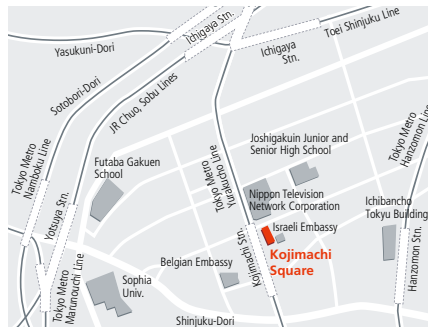 Ichigaya Stn.
Yasukuni-Dori
Toei Shinjuku Line
Ichigaya
Stn.
Sotobori-Dori
JR Chuo, Sobu Lines
Tokyo Metro
Namboku Line
Joshigakuin Junior and
Senior High School
Tokyo Metro
Hanzomon Line
Futaba Gakuen
School
Tokyo Metro
Yurakucho Line
Nippon Television
Network Corporation
Ichibancho
Tokyu Building
Yotsuya Stn.
Israeli Embassy
Kojimachi Stn.
Kojimachi
Square
Hanzomon Stn.
Belgian Embassy
Tokyo Metro
Marunouchi Line
Sophia
Univ.
Shinjuku-Dori